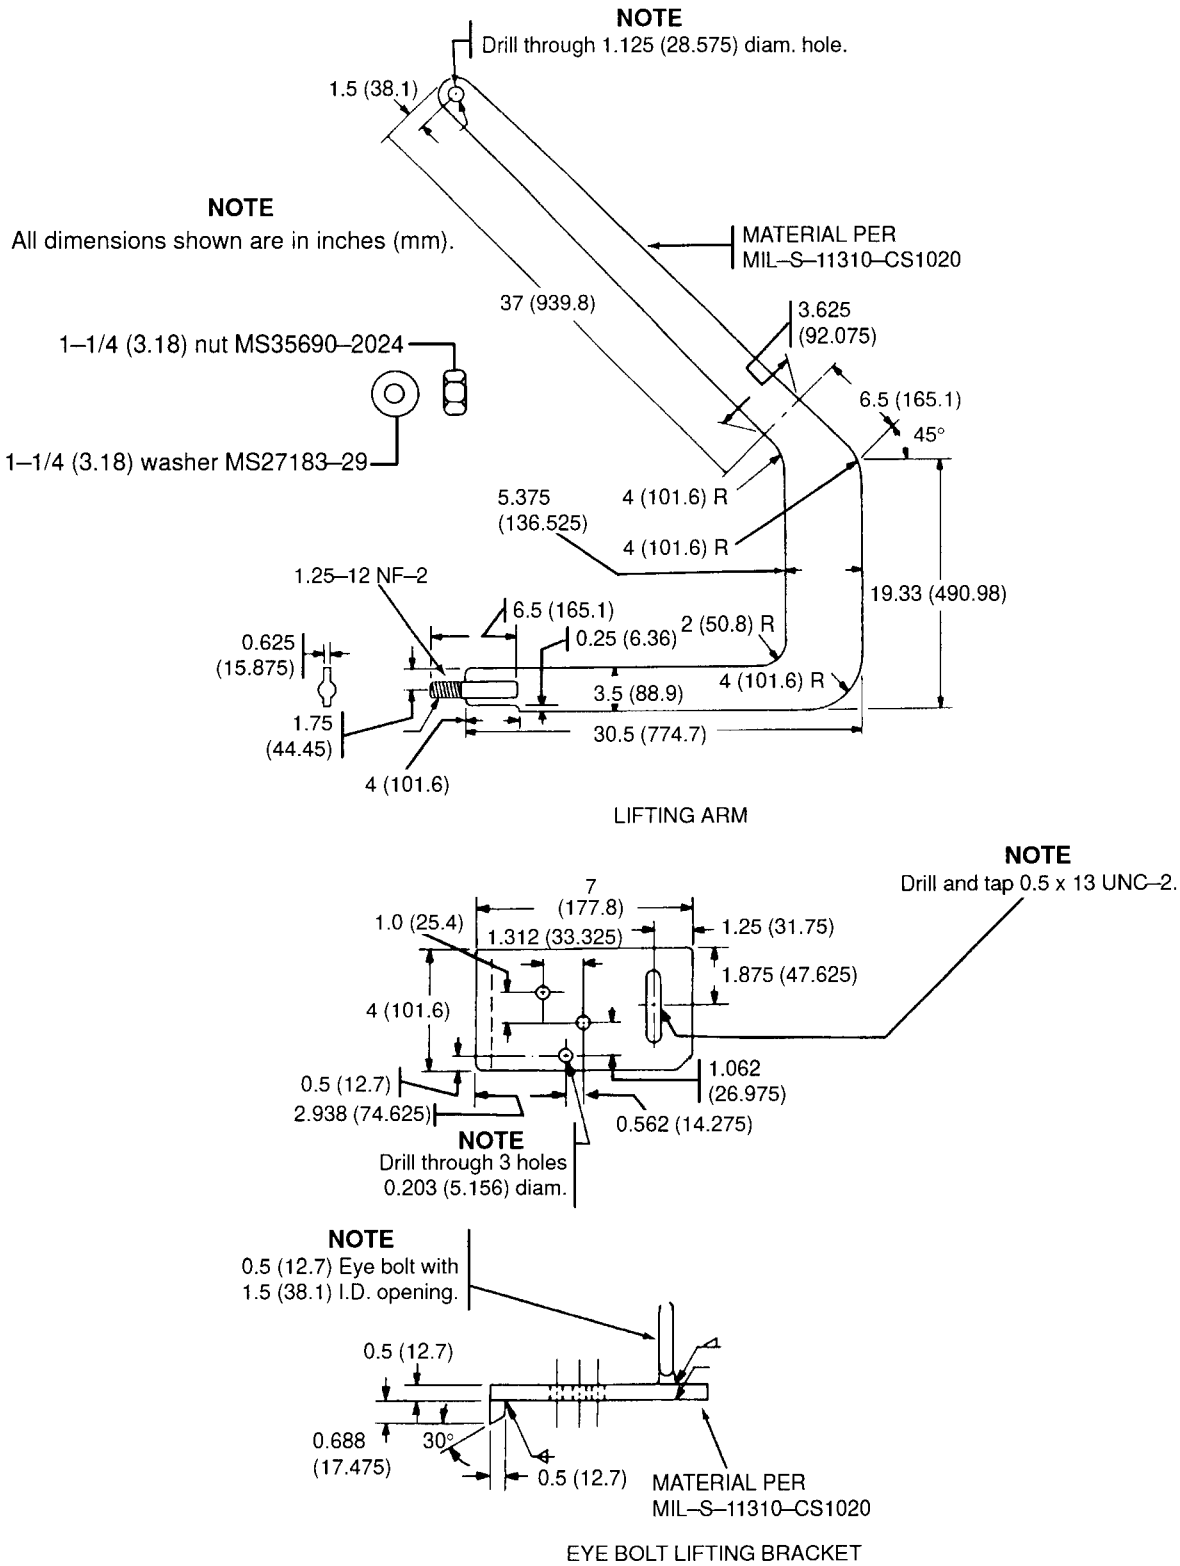 NOTE
Drill through 1.125 (28.575) diam. hole.
1.5 (38.1)
NOTE
All dimensions shown are in inches (mm).
MATERIAL PER
MIL–S–11310–CS1020
37 (939.8)
3.625
(92.075)
1–1/4 (3.18) nut MS35690–2024
6.5 (165.1)
45°
1–1/4 (3.18) washer MS27183–29
5.375
(136.525)
4 (101.6) R
4 (101.6) R
1.25–12 NF–2
19.33 (490.98)
6.5 (165.1)
0.25 (6.36)
2 (50.8) R
0.625
(15.875)
4 (101.6) R
3.5 (88.9)
1.75
(44.45)
30.5 (774.7)
4 (101.6)
LIFTING ARM
NOTE
Drill and tap 0.5 x 13 UNC–2.
7
(177.8)
1.0 (25.4)
1.312 (33.325)
1.25 (31.75)
1.875 (47.625)
4 (101.6)
0.5 (12.7)
1.062
(26.975)
2.938 (74.625)
0.562 (14.275)
NOTE
Drill through 3 holes
0.203 (5.156) diam.
NOTE
0.5 (12.7) Eye bolt with
1.5 (38.1) I.D. opening.
0.5 (12.7)
0.688
(17.475)
30°
0.5 (12.7)
MATERIAL PER
MIL–S–11310–CS1020
EYE BOLT LIFTING BRACKET